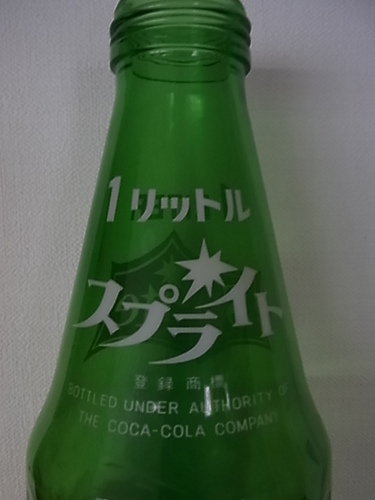 1リットル
スプライト
登録商標
BOTTLED UNDER AUTHORITY OF
THE COCA-COLA COMPANY